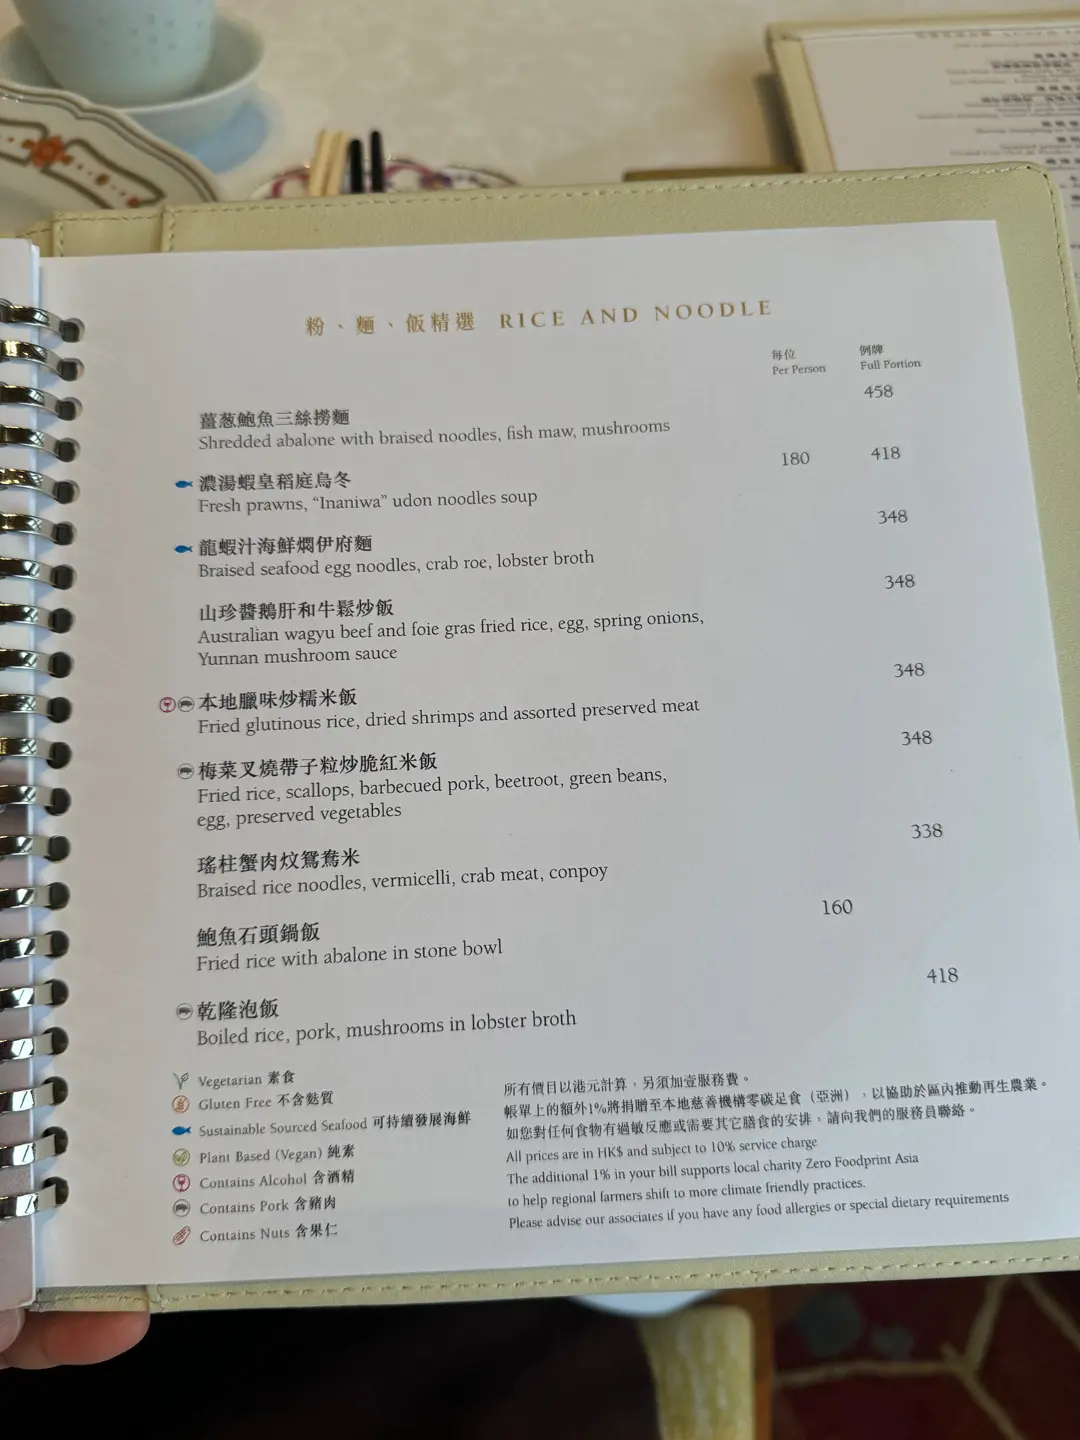 粉、麵、飯精選 RICE AND NOODLE
每位 例牌
Per Person Full Portion
458
薑葱鮑魚三絲撈麵
Shredded abalone with braised noodles, fish maw, mushrooms
180 418
濃湯蝦皇稻庭烏冬
Fresh prawns, “Inaniwa” udon noodles soup
348
龍蝦汁海鮮燜伊府麵
Braised seafood egg noodles, crab roe, lobster broth
348
山珍醬鵝肝和牛鬆炒飯
Australian wagyu beef and foie gras fried rice, egg, spring onions,
Yunnan mushroom sauce
348
本地臘味炒糯米飯
Fried glutinous rice, dried shrimps and assorted preserved meat
348
梅菜叉燒帶子粒炒脆紅米飯
Fried rice, scallops, barbecued pork, beetroot, green beans,
egg, preserved vegetables
338
瑤柱蟹肉炆鴛鴦米
Braised rice noodles, vermicelli, crab meat, conpoy
160
鮑魚石頭鍋飯
Fried rice with abalone in stone bowl
418
乾隆泡飯
Boiled rice, pork, mushrooms in lobster broth
Vegetarian 素食
Gluten Free 不含麩質
Sustainable Sourced Seafood 可持續發展海鮮
Plant Based (Vegan) 純素
Contains Alcohol 含酒精
Contains Pork 含豬肉
Contains Nuts 含果仁
所有價目以港元計算，另須加壹服務費。
帳單上的額外1%將捐贈至本地慈善機構零碳足食（亞洲），以協助於區內推動再生農業。
如您對任何食物有過敏反應或需要其它膳食的安排，請向我們的服務員聯絡。
All prices are in HK$ and subject to 10% service charge
The additional 1% in your bill supports local charity Zero Foodprint Asia
to help regional farmers shift to more climate friendly practices.
Please advise our associates if you have any food allergies or special dietary requirements